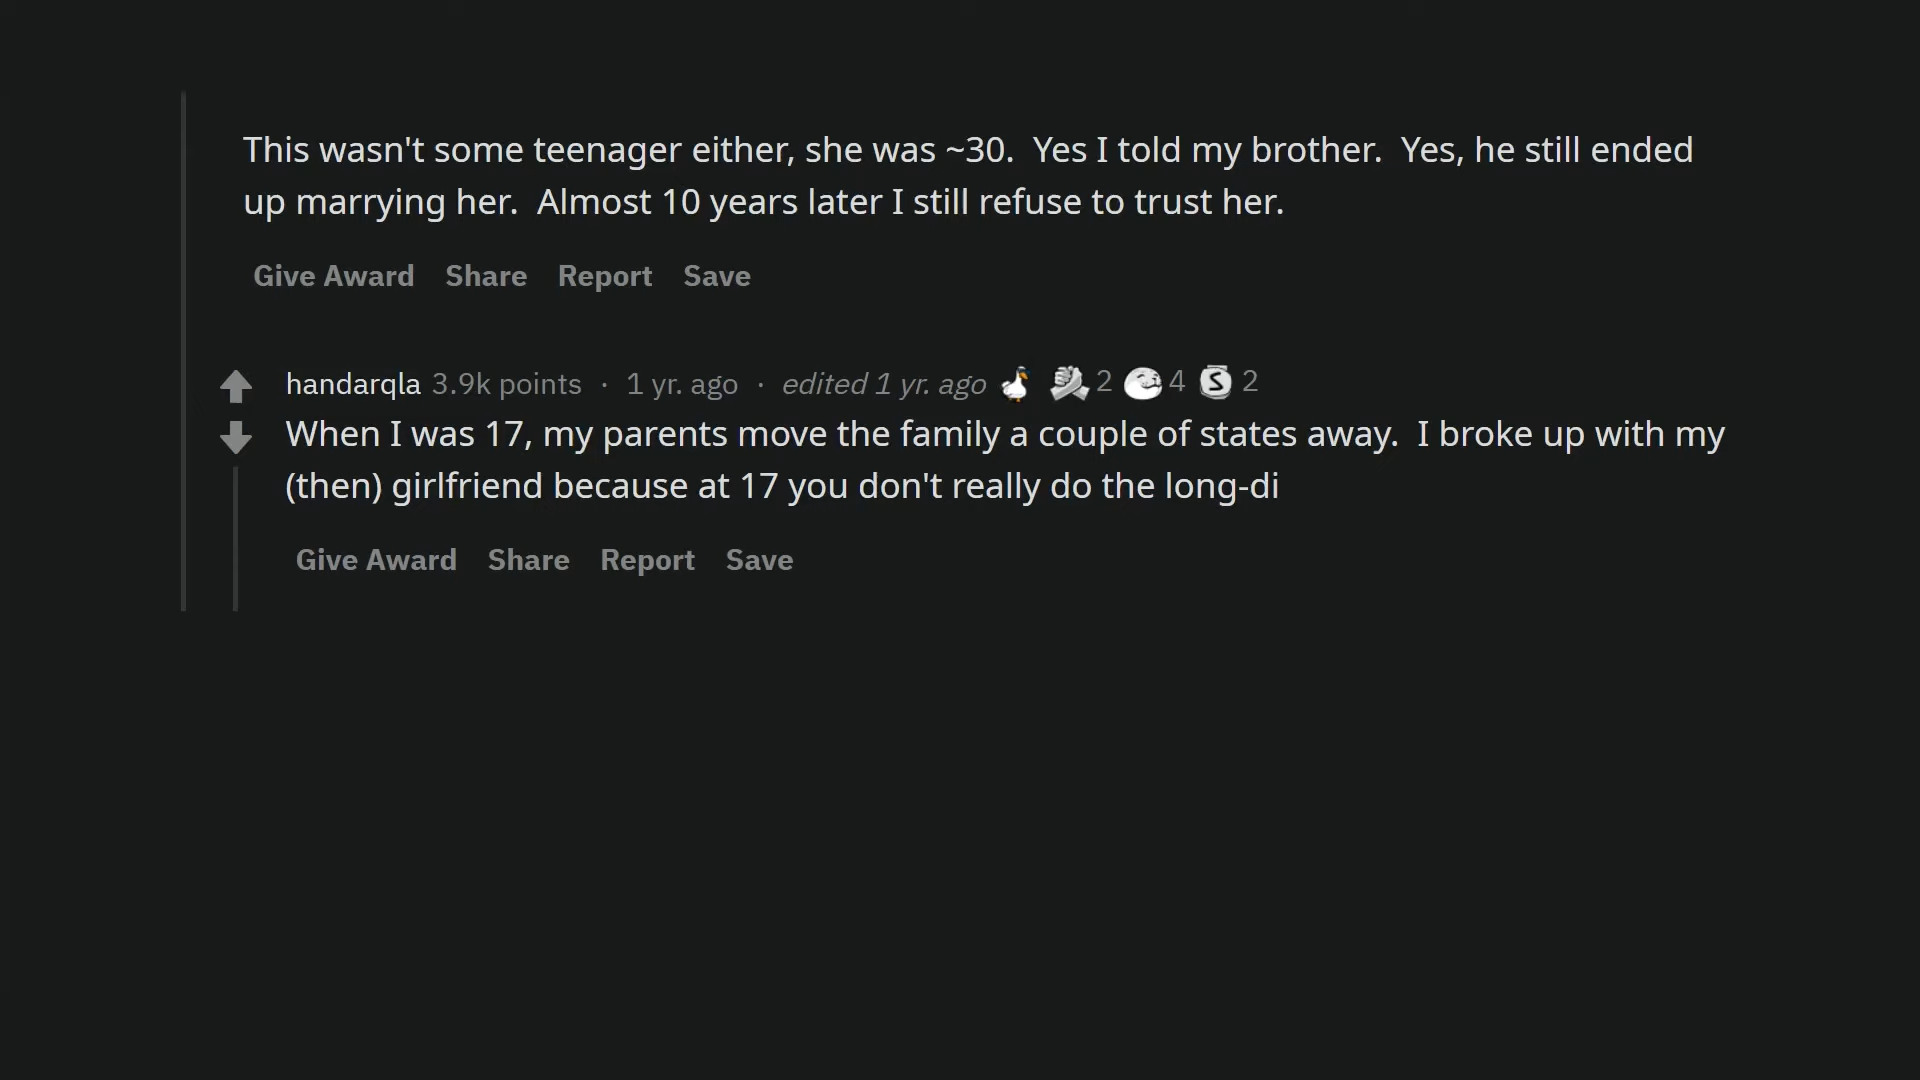 This wasn't some teenager either, she was ~30.  Yes I told my brother.  Yes, he still ended
up marrying her.  Almost 10 years later I still refuse to trust her.
Give Award Share Report Save
handarqla 3.9k points · 1 yr. ago · edited 1 yr. ago 2 4 S 2
When I was 17, my parents move the family a couple of states away.  I broke up with my
(then) girlfriend because at 17 you don't really do the long-di
Give Award Share Report Save